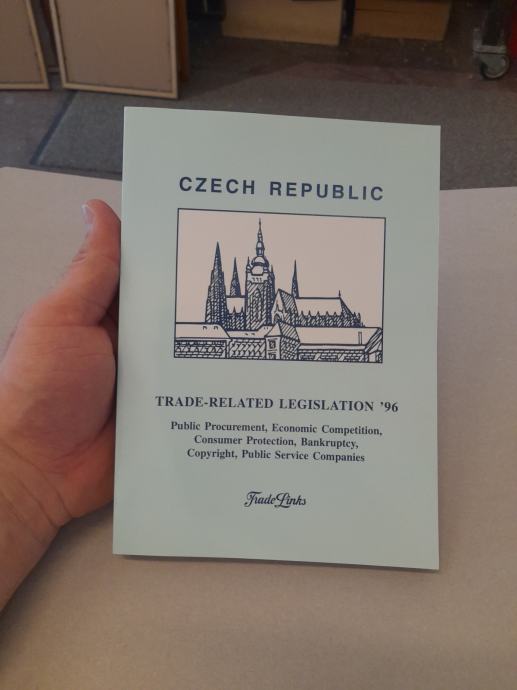 CZECH REPUBLIC
TRADE-RELATED LEGISLATION '96
Public Procurement, Economic Competition,
Consumer Protection, Bankruptcy,
Copyright, Public Service Companies
TradeLinks